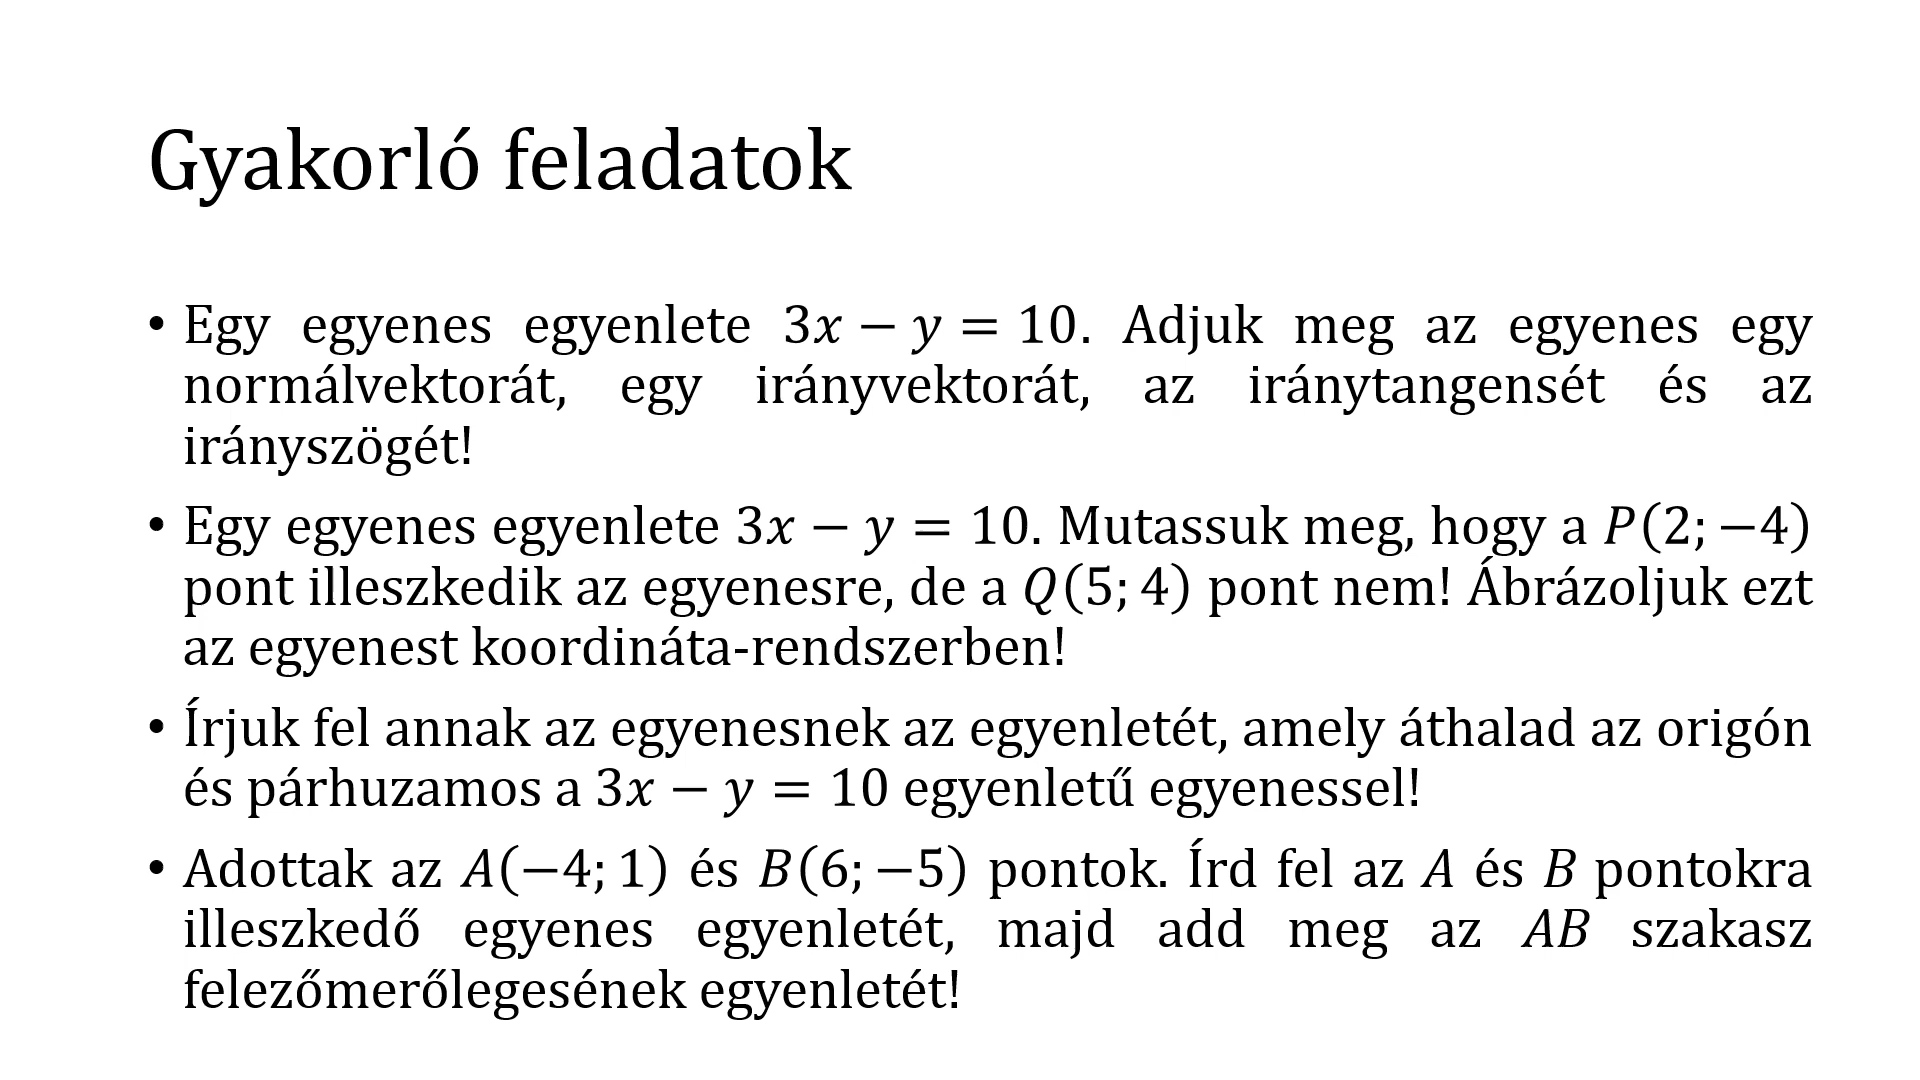 Gyakorló feladatok
• Egy egyenes egyenlete 3x − y = 10. Adjuk meg az egyenes egy
normálvektorát, egy irányvektorát, az iránytangensét és az
irányszögét!
• Egy egyenes egyenlete 3x − y = 10. Mutassuk meg, hogy a P(2; −4)
pont illeszkedik az egyenesre, de a Q(5; 4) pont nem! Ábrázoljuk ezt
az egyenest koordináta-rendszerben!
• Írjuk fel annak az egyenesnek az egyenletét, amely áthalad az origón
és párhuzamos a 3x − y = 10 egyenletű egyenessel!
• Adottak az A(−4; 1) és B(6; −5) pontok. Írd fel az A és B pontokra
illeszkedő egyenes egyenletét, majd add meg az AB szakasz
felezőmerőlegesének egyenletét!